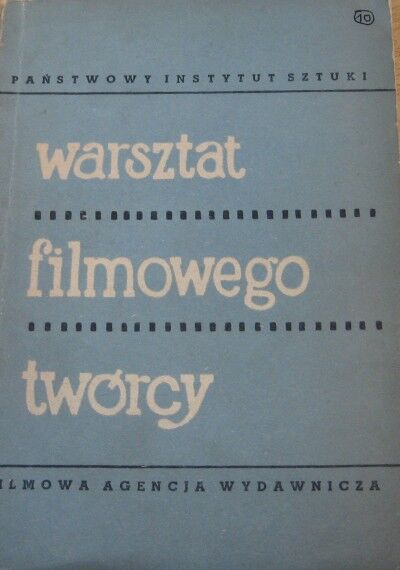 10
PAŃSTWOWY INSTYTUT SZTUKI
warsztat
filmowego
twórcy
ILMOWA AGENCJA WYDAWNICZA